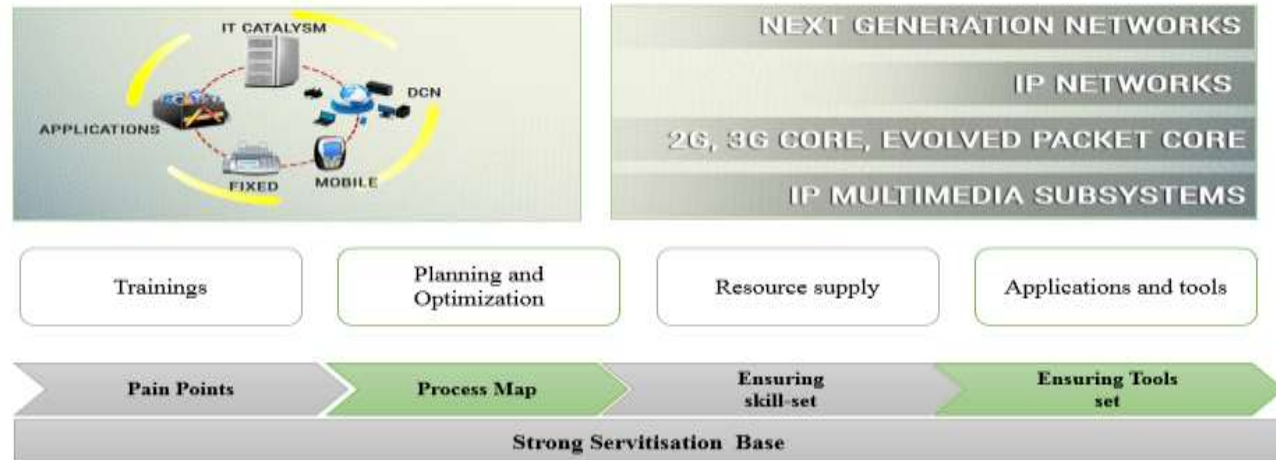 IT CATALYSM
DCN
APPLICATIONS
FIXED
MOBILE
NEXT GENERATION NETWORKS
IP NETWORKS
2G, 3G CORE, EVOLVED PACKET CORE
IP MULTIMEDIA SUBSYSTEMS
Trainings
Planning and
Optimization
Resource supply
Applications and tools
Pain Points
Process Map
Ensuring
skill-set
Ensuring Tools
set
Strong Servitisation Base